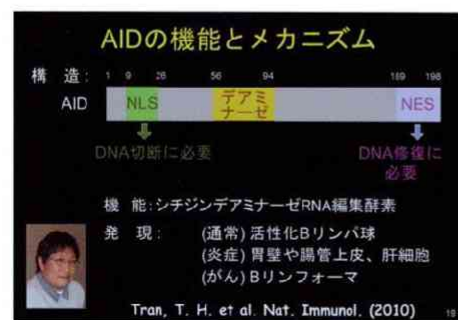 AIDの機能とメカニズム
構 造:
1 9 26 56 94 189 198
AID NLS デアミナーゼ NES
DNA切断に必要
DNA修復に必要
機 能:シチジンデアミナーゼRNA編集酵素
発 現: (通常) 活性化Bリンパ球
(炎症) 胃壁や腸管上皮、肝細胞
(がん) Bリンフォーマ
Tran, T. H. et al. Nat. Immunol. (2010)
19